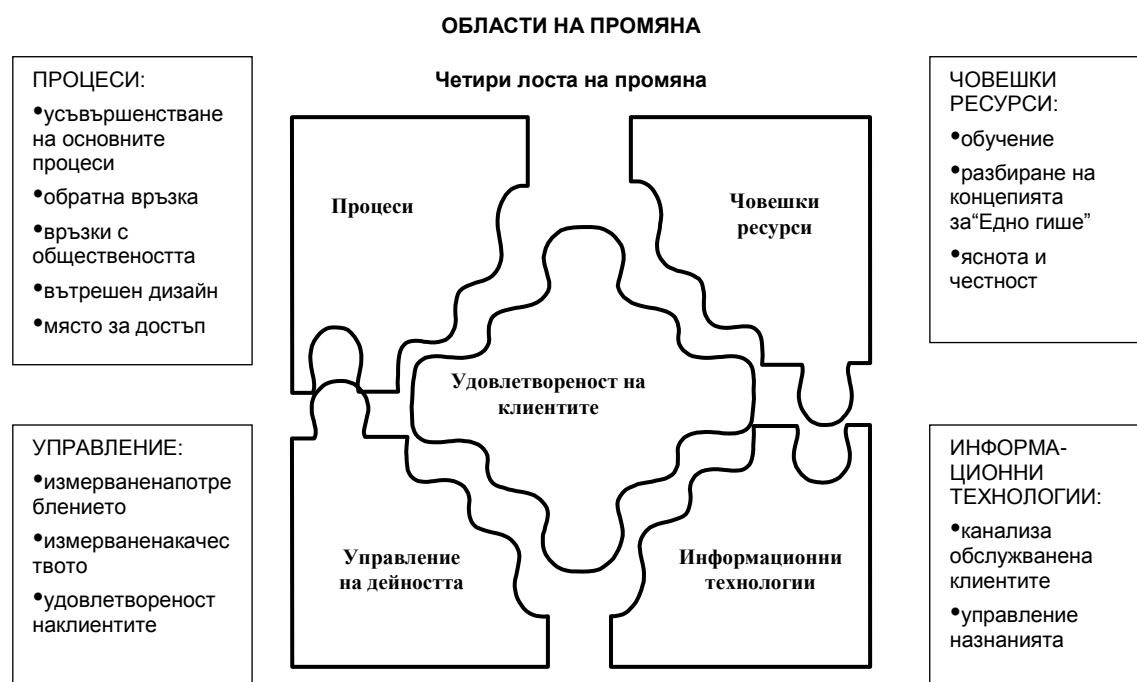 ОБЛАСТИ НА ПРОМЯНА
Четири лоста на промяна
ПРОЦЕСИ:
•усъвършенстване
на основните
процеси
•обратна връзка
•връзки с
обществеността
•вътрешен дизайн
•място за достъп
Процеси
Човешки
ресурси
ЧОВЕШКИ
РЕСУРСИ:
•обучение
•разбиране на
концепията
за“Едно гише”
•яснота и
честност
Удовлетвореност на
клиентите
УПРАВЛЕНИЕ:
•измерваненапотре
блението
•измерваненакачес
твото
•удовлетвореност
наклиентите
Управление
на дейността
Информационни
технологии
ИНФОРМА-
ЦИОННИ
ТЕХНОЛОГИИ:
•канализа
обслужванена
клиентите
•управление
назнанията